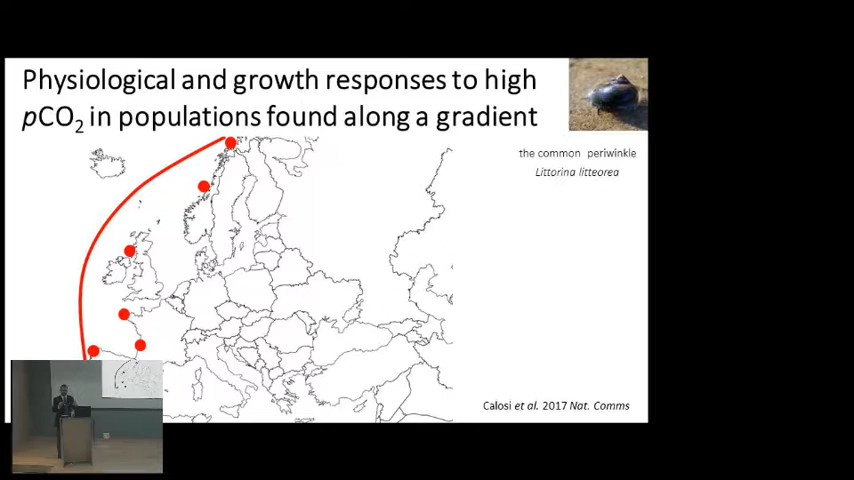 Physiological and growth responses to high
pCO2 in populations found along a gradient
the common periwinkle
Littorina litteorea
Calosi et al. 2017 Nat. Comms